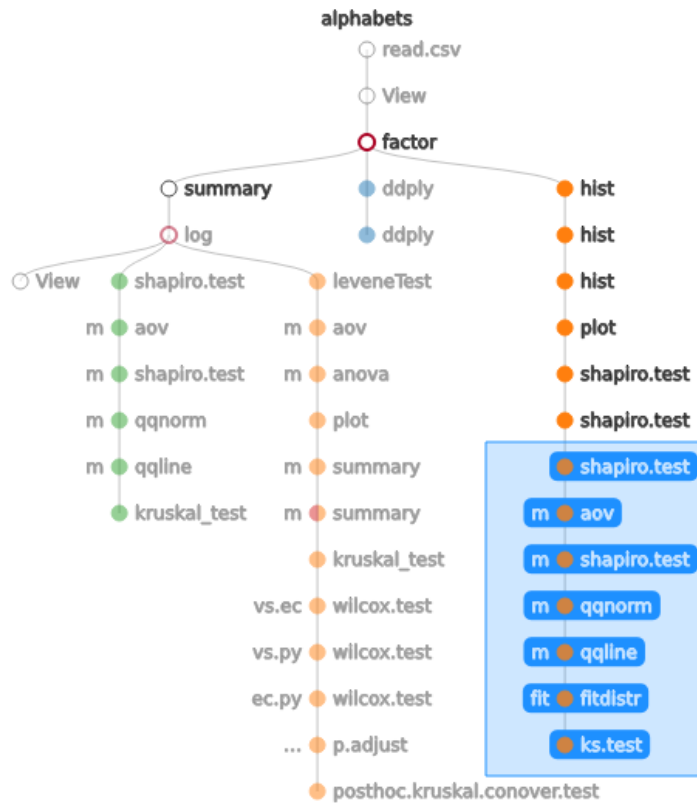 alphabets
read.csv
View
factor
summary ddply hist
log ddply hist
View shapiro.test leveneTest hist
m aov m aov plot
m shapiro.test m anova shapiro.test
m qqnorm plot shapiro.test
m qqline m summary shapiro.test
kruskal_test m summary m aov
kruskal_test m shapiro.test
vs.ec wilcox.test m qqnorm
vs.py wilcox.test m qqline
ec.py wilcox.test fit fitdistr
... p.adjust ks.test
posthoc.kruskal.conover.test